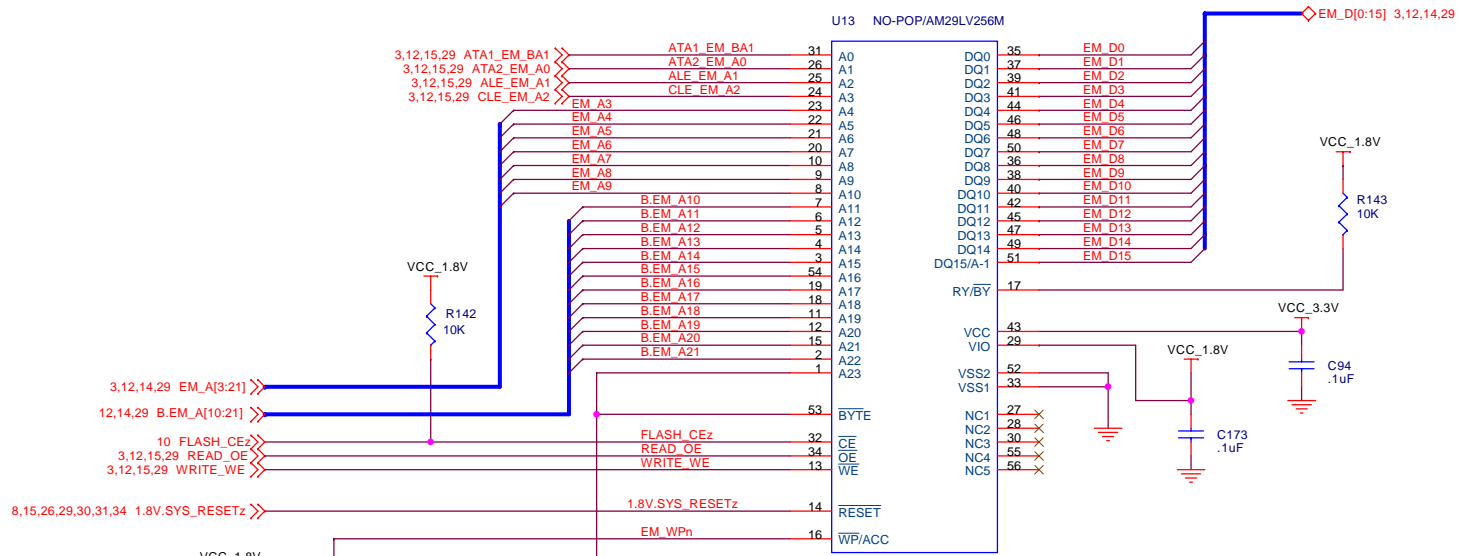 U13 NO-POP/AM29LV256M
EM_D[0:15] 3,12,14,29
3,12,15,29 ATA1_EM_BA1 ATA1_EM_BA1 31 A0 DQ0 35 EM_D0
3,12,15,29 ATA2_EM_A0 ATA2_EM_A0 26 A1 DQ1 37 EM_D1
3,12,15,29 ALE_EM_A1 ALE_EM_A1 25 A2 DQ2 39 EM_D2
3,12,15,29 CLE_EM_A2 CLE_EM_A2 24 A3 DQ3 41 EM_D3
EM_A3 23 A4 DQ4 44 EM_D4
EM_A4 22 A5 DQ5 46 EM_D5
EM_A5 21 A6 DQ6 48 EM_D6
EM_A6 20 A7 DQ7 50 EM_D7
EM_A7 10 A8 DQ8 36 EM_D8
EM_A8 9 A9 DQ9 38 EM_D9
EM_A9 8 A10 DQ10 40 EM_D10
B.EM_A10 7 A11 DQ11 42 EM_D11
B.EM_A11 6 A12 DQ12 45 EM_D12
B.EM_A12 5 A13 DQ13 47 EM_D13
B.EM_A13 4 A14 DQ14 49 EM_D14
B.EM_A14 3 A15 DQ15/A-1 51 EM_D15
B.EM_A15 54 A16
B.EM_A16 19 A17 RY/BY 17
B.EM_A17 18 A18
B.EM_A18 11 A19
B.EM_A19 12 A20 VCC 43
B.EM_A20 15 A21 VIO 29
B.EM_A21 2 A22
1 A23 VSS2 52
VSS1 33
VCC_1.8V
R143
10K
VCC_1.8V
R142
10K
VCC_3.3V
C94
.1uF
VCC_1.8V
C173
.1uF
3,12,14,29 EM_A[3:21]
12,14,29 B.EM_A[10:21]
53 BYTE NC1 27
NC2 28
10 FLASH_CEz FLASH_CEz 32 CE NC3 30
3,12,15,29 READ_OE READ_OE 34 OE NC4 55
3,12,15,29 WRITE_WE WRITE_WE 13 WE NC5 56
8,15,26,29,30,31,34 1.8V.SYS_RESETz 1.8V.SYS_RESETz 14 RESET
EM_WPn 16 WP/ACC
VCC_1.8V